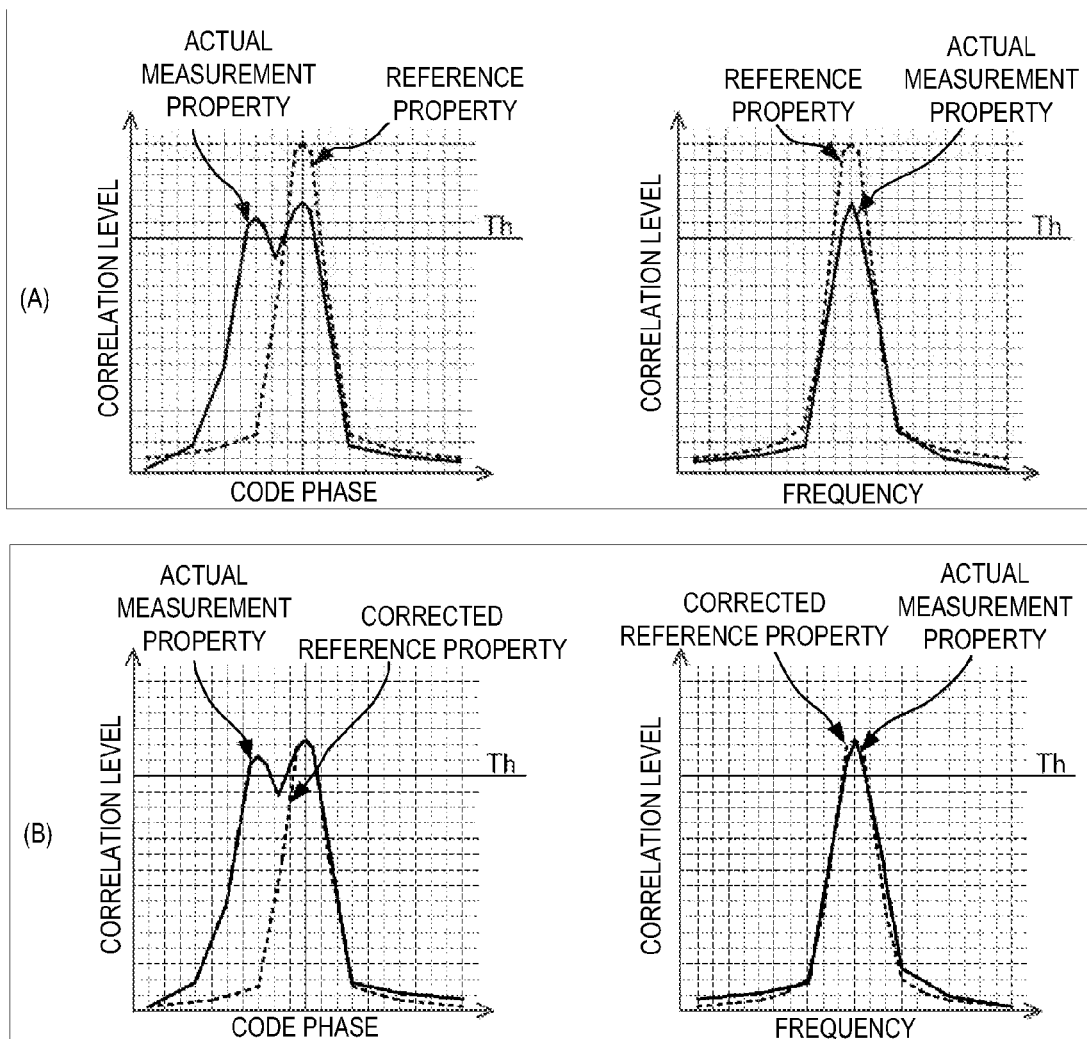 ACTUAL
MEASUREMENT
PROPERTY
REFERENCE
PROPERTY
Th
CORRELATION LEVEL
CODE PHASE
REFERENCE
PROPERTY
ACTUAL
MEASUREMENT
PROPERTY
Th
CORRELATION LEVEL
FREQUENCY
(A)
ACTUAL
MEASUREMENT
PROPERTY
CORRECTED
REFERENCE PROPERTY
Th
CORRELATION LEVEL
CODE PHASE
CORRECTED
REFERENCE PROPERTY
ACTUAL
MEASUREMENT
PROPERTY
Th
CORRELATION LEVEL
FREQUENCY
(B)